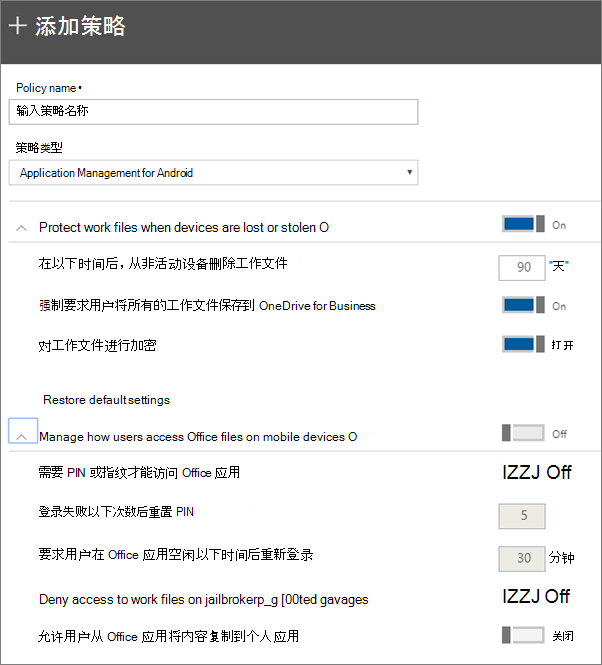 添加策略
Policy name •
输入策略名称
策略类型
Application Management for Android
Protect work files when devices are lost or stolen O On
在以下时间后，从非活动设备删除工作文件 90 "天"
强制要求用户将所有的工作文件保存到 OneDrive for Business On
对工作文件进行加密 打开
Restore default settings
Manage how users access Office files on mobile devices O Off
需要 PIN 或指纹才能访问 Office 应用 IZZJ Off
登录失败以下次数后重置 PIN 5
要求用户在 Office 应用空闲以下时间后重新登录 30 分钟
Deny access to work files on jailbrokerp_g [00ted gavages IZZJ Off
允许用户从 Office 应用将内容复制到个人应用 关闭